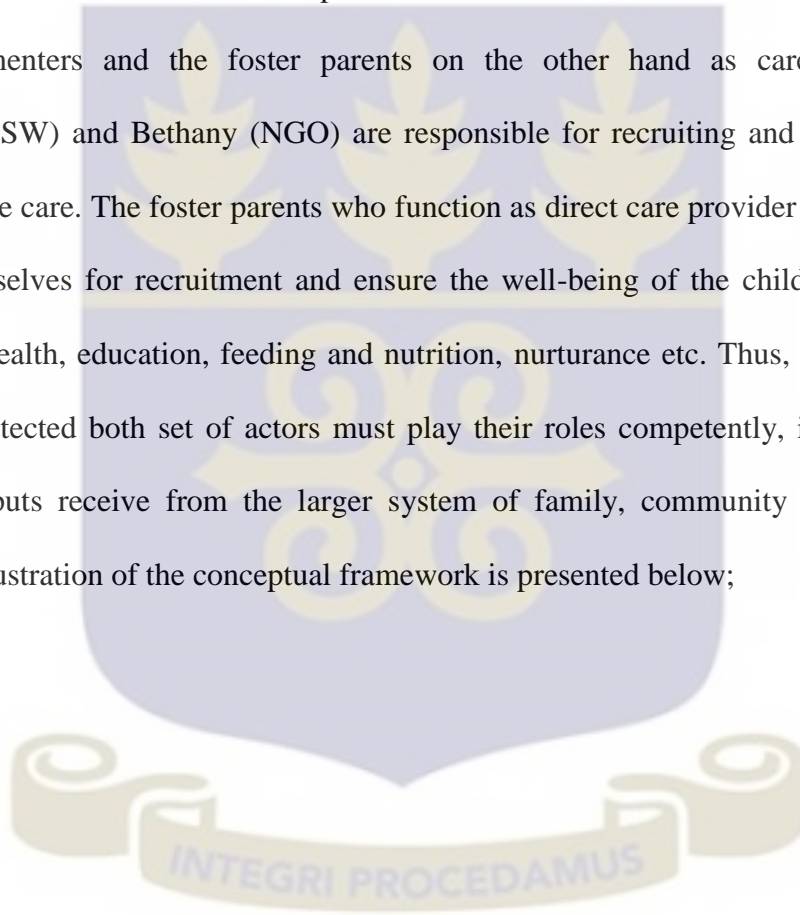 menters and the foster parents on the other hand as
SW) and Bethany (NGO) are responsible for recruiting and
care. The foster parents who function as direct care provider
selves for recruitment and ensure the well-being of the
ealth, education, feeding and nutrition, nurturance etc. Thus,
tected both set of actors must play their roles competently,
puts receive from the larger system of family, community
ustration of the conceptual framework is presented below;
INTEGRI PROCEDAMUS